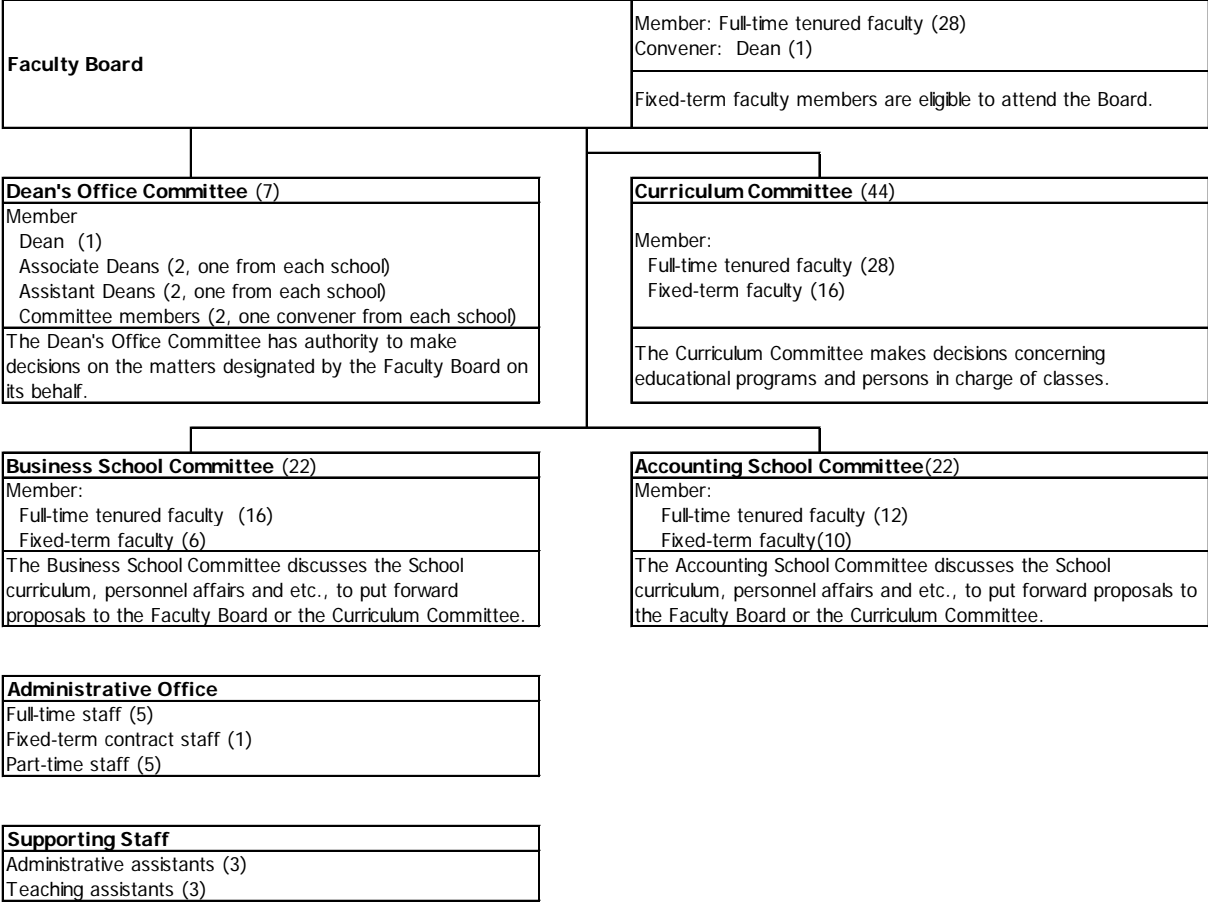 Faculty Board
Member: Full-time tenured faculty (28)
Convener:  Dean (1)
Fixed-term faculty members are eligible to attend the Board.
Dean's Office Committee (7)
Member
Dean  (1)
Associate Deans (2, one from each school)
Assistant Deans (2, one from each school)
Committee members (2, one convener from each school)
The Dean's Office Committee has authority to make
decisions on the matters designated by the Faculty Board on
its behalf.
Curriculum Committee (44)
Member:
Full-time tenured faculty (28)
Fixed-term faculty (16)
The Curriculum Committee makes decisions concerning
educational programs and persons in charge of classes.
Business School Committee (22)
Member:
Full-time tenured faculty  (16)
Fixed-term faculty (6)
The Business School Committee discusses the School
curriculum, personnel affairs and etc., to put forward
proposals to the Faculty Board or the Curriculum Committee.
Accounting School Committee(22)
Member:
Full-time tenured faculty (12)
Fixed-term faculty(10)
The Accounting School Committee discusses the School
curriculum, personnel affairs and etc., to put forward proposals to
the Faculty Board or the Curriculum Committee.
Administrative Office
Full-time staff (5)
Fixed-term contract staff (1)
Part-time staff (5)
Supporting Staff
Administrative assistants (3)
Teaching assistants (3)